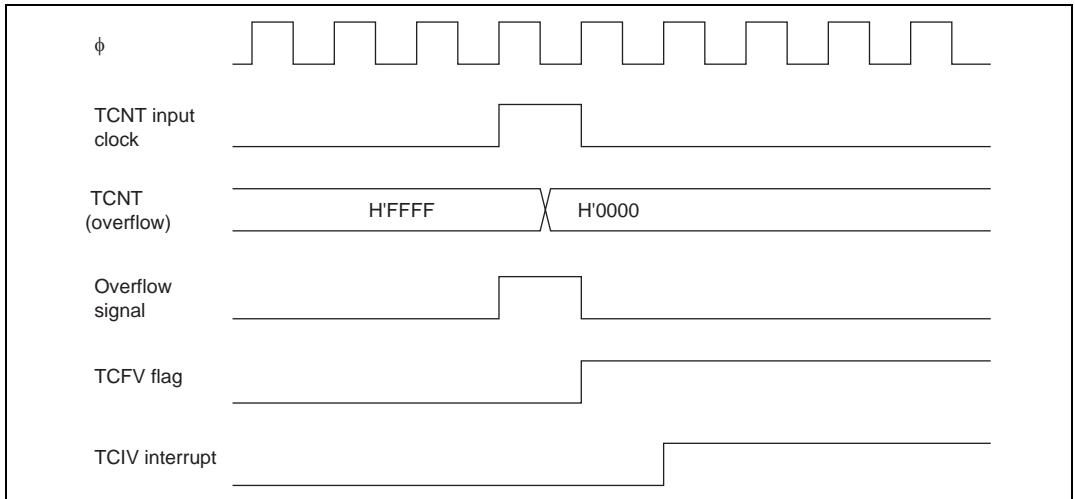 ϕ
TCNT input
clock
TCNT
(overflow)
H'FFFF
H'0000
Overflow
signal
TCFV flag
TCIV interrupt